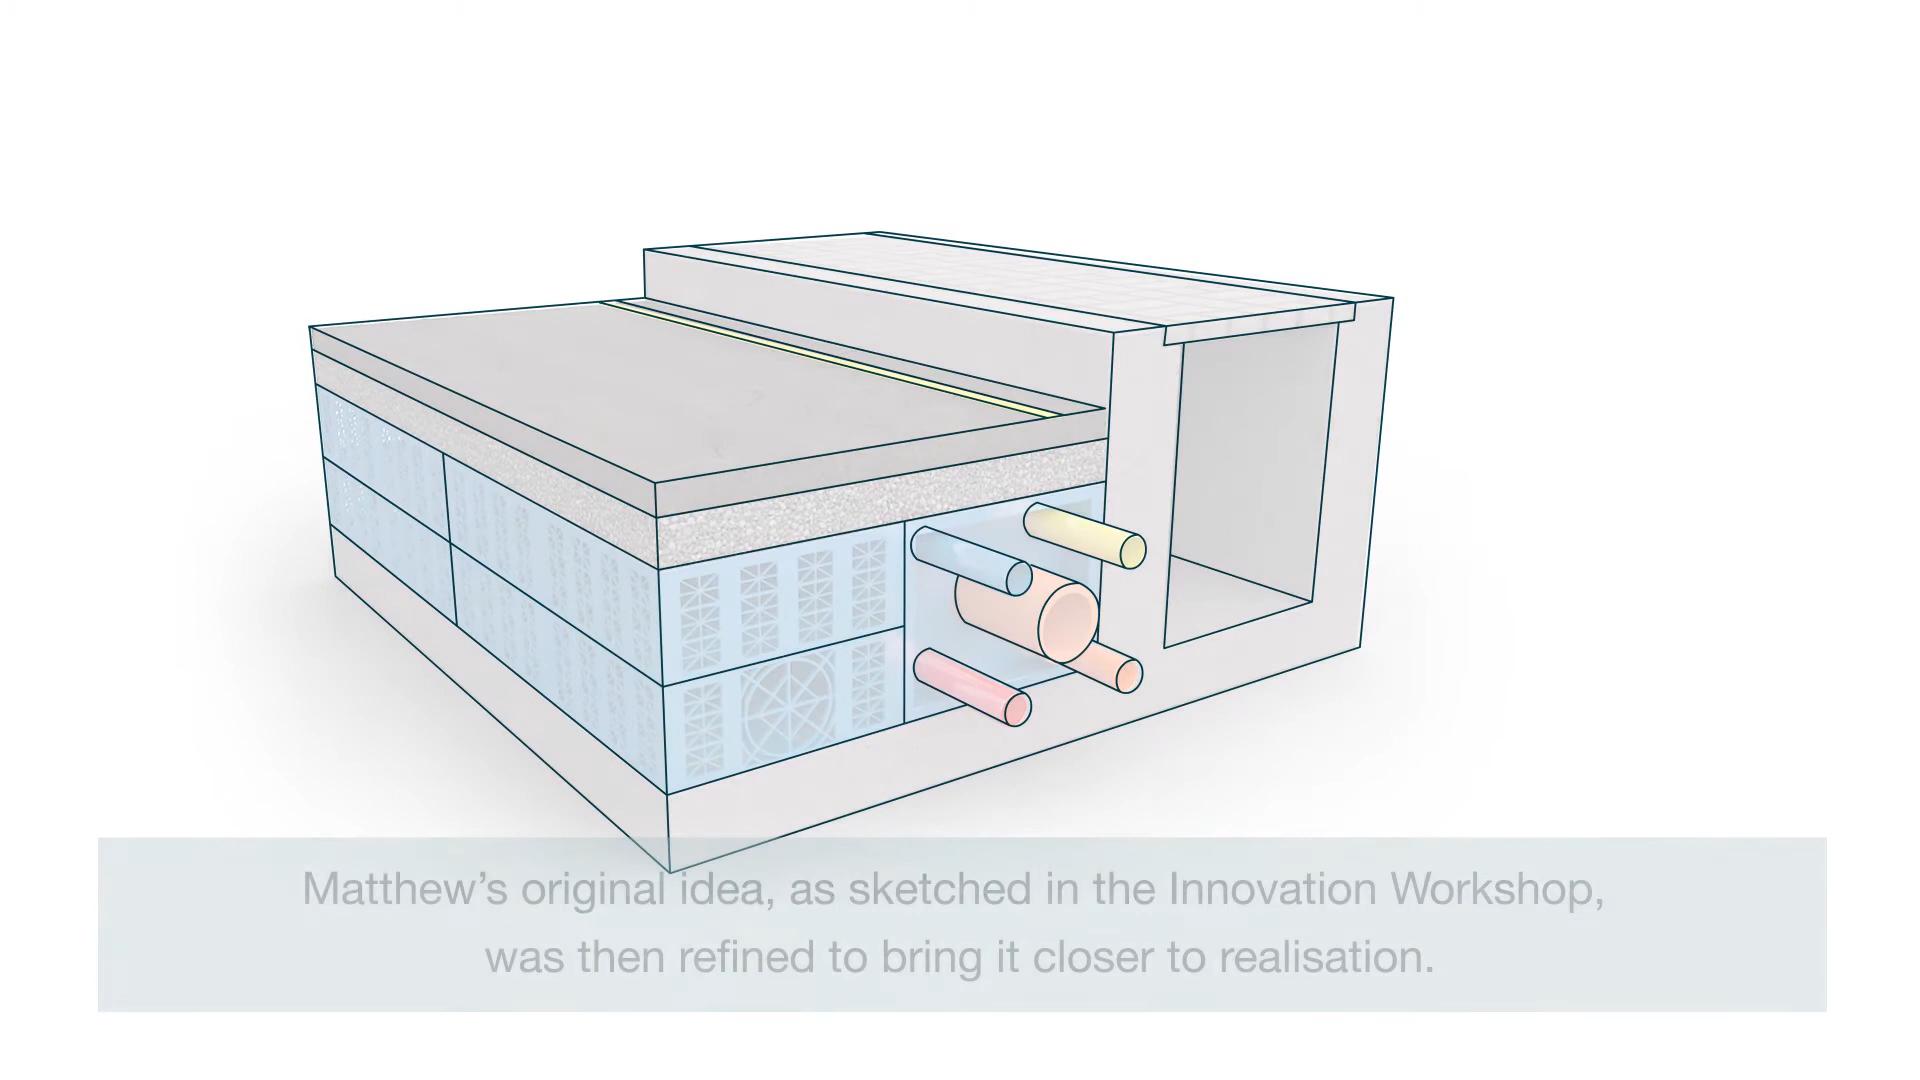 Matthew’s original idea, as sketched in the Innovation Workshop,
was then refined to bring it closer to realisation.